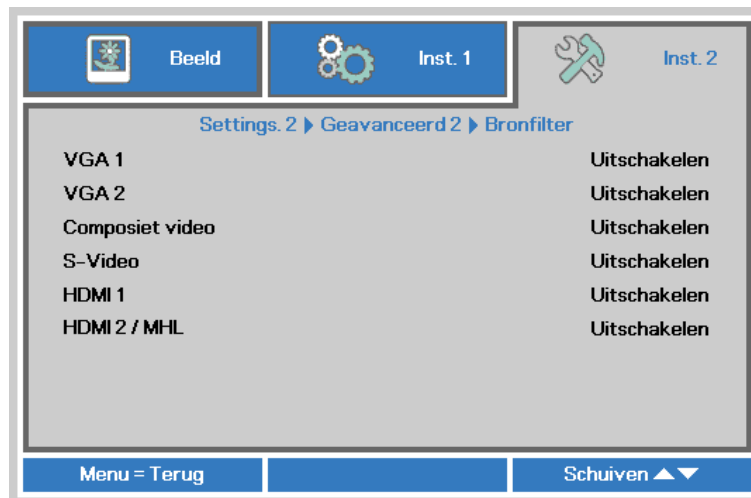 Beeld
Inst. 1
Inst. 2
Settings. 2 ▶ Geavanceerd 2 ▶ Bronfilter
VGA 1 Uitschakelen
VGA 2 Uitschakelen
Composiet video Uitschakelen
S-Video Uitschakelen
HDMI 1 Uitschakelen
HDMI 2 / MHL Uitschakelen
Menu = Terug
Schuiven ▲▼